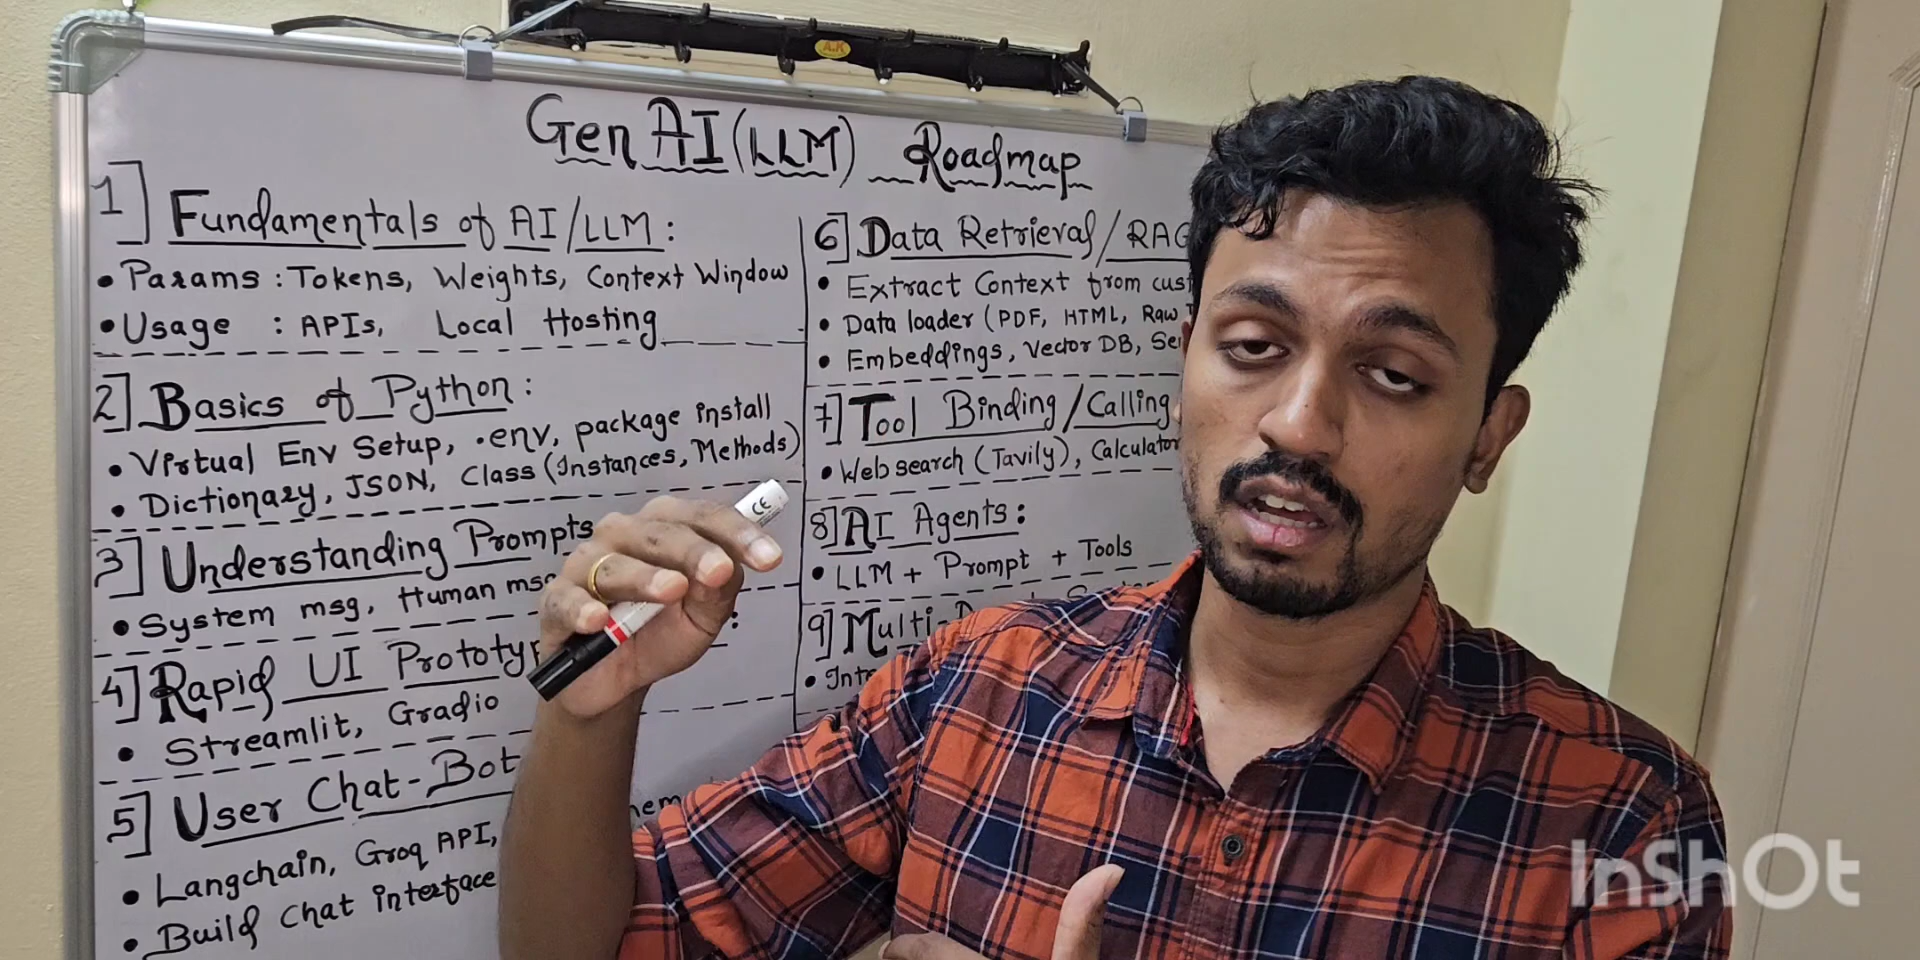 A.K
Gen AI (LLM) Roadmap
1] Fundamentals of AI/LLM:
• Params : Tokens, Weights, Context Window
• Usage : APIs, Local Hosting
2] Basics of Python:
• Virtual Env Setup, .env, package install
• Dictionary, JSON, Class (Instances, Methods)
3] Understanding Prompts
• System msg, Human msg
4] Rapid UI Prototyp
• Streamlit, Gradio
5] User Chat-Bot
• Langchain, Groq API,
• Build Chat interface
6] Data Retrieval/RAG
• Extract Context from cust
• Data loader (PDF, HTML, Raw
• Embeddings, Vector DB, Se
7] Tool Binding/Calling
• Web search (Tavily), Calculator
8] AI Agents:
• LLM + Prompt + Tools
9] Multi-
• Inte
CE
InShOt